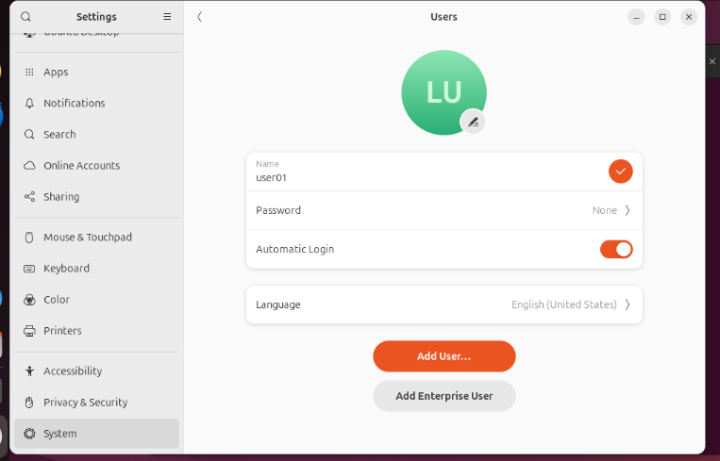 Settings
Users
Ubuntu Desktop
Apps
Notifications
Search
Online Accounts
Sharing
Mouse & Touchpad
Keyboard
Color
Printers
Accessibility
Privacy & Security
System
LU
Name
user01
Password None
Automatic Login
Language English (United States)
Add User...
Add Enterprise User